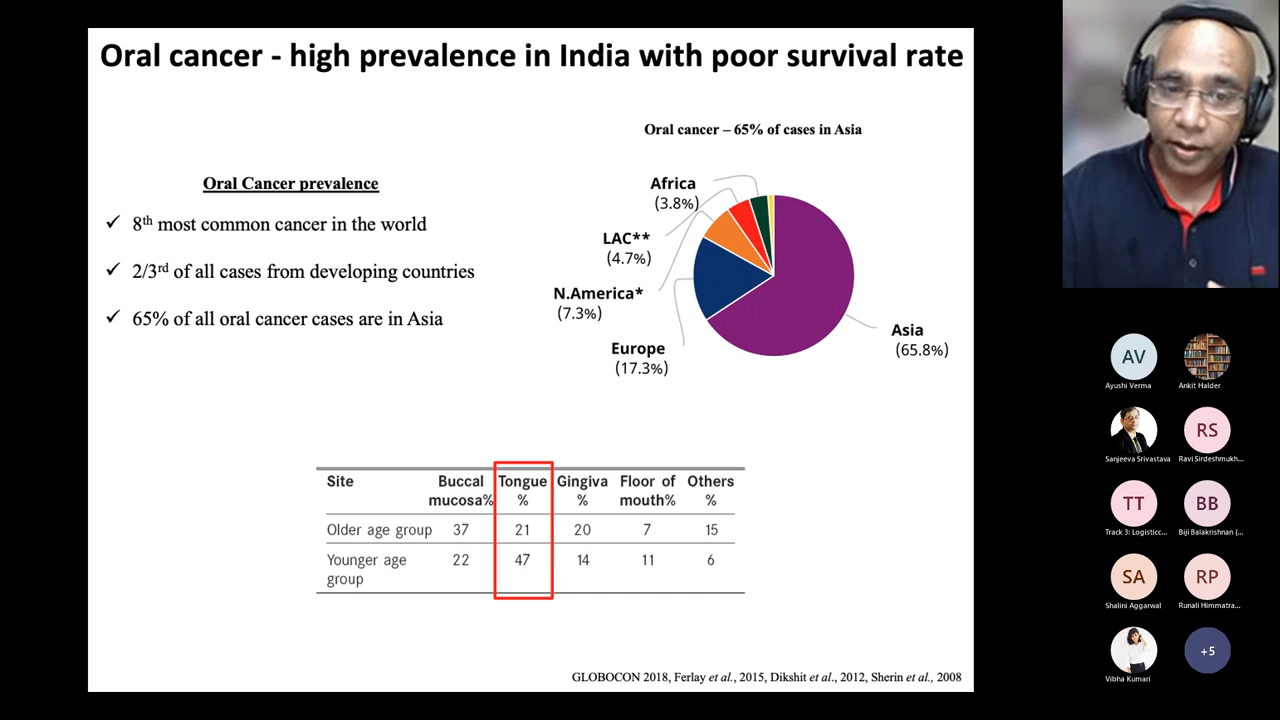 Oral cancer - high prevalence in India with poor survival rate
Oral Cancer prevalence
✓ 8th most common cancer in the world
✓ 2/3rd of all cases from developing countries
✓ 65% of all oral cancer cases are in Asia
Oral cancer – 65% of cases in Asia
Africa
(3.8%)
LAC**
(4.7%)
N.America*
(7.3%)
Europe
(17.3%)
Asia
(65.8%)
Site Buccal mucosa% Tongue % Gingiva % Floor of mouth% Others %
Older age group 37 21 20 7 15
Younger age group 22 47 14 11 6
GLOBOCON 2018, Ferlay et al., 2015, Dikshit et al., 2012, Sherin et al., 2008
AV
Ayushi Verma
Ankit Halder
Sanjeeva Srivastava
RS
Ravi Sirdeshmukh...
TT
Track 3: Logisticc...
BB
Biji Balakrishnan (...
SA
Shalini Aggarwal
RP
Runali Himmatra...
Vibha Kumari
+5